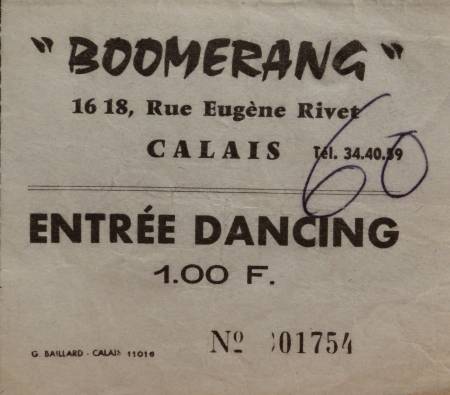 "BOOMERANG"
16 18, Rue Eugène Rivet
CALAIS Tél. 34.40.59
60
ENTRÉE DANCING
1.00 F.
Nº 001754
G. BAILLARD - CALAIS 11016